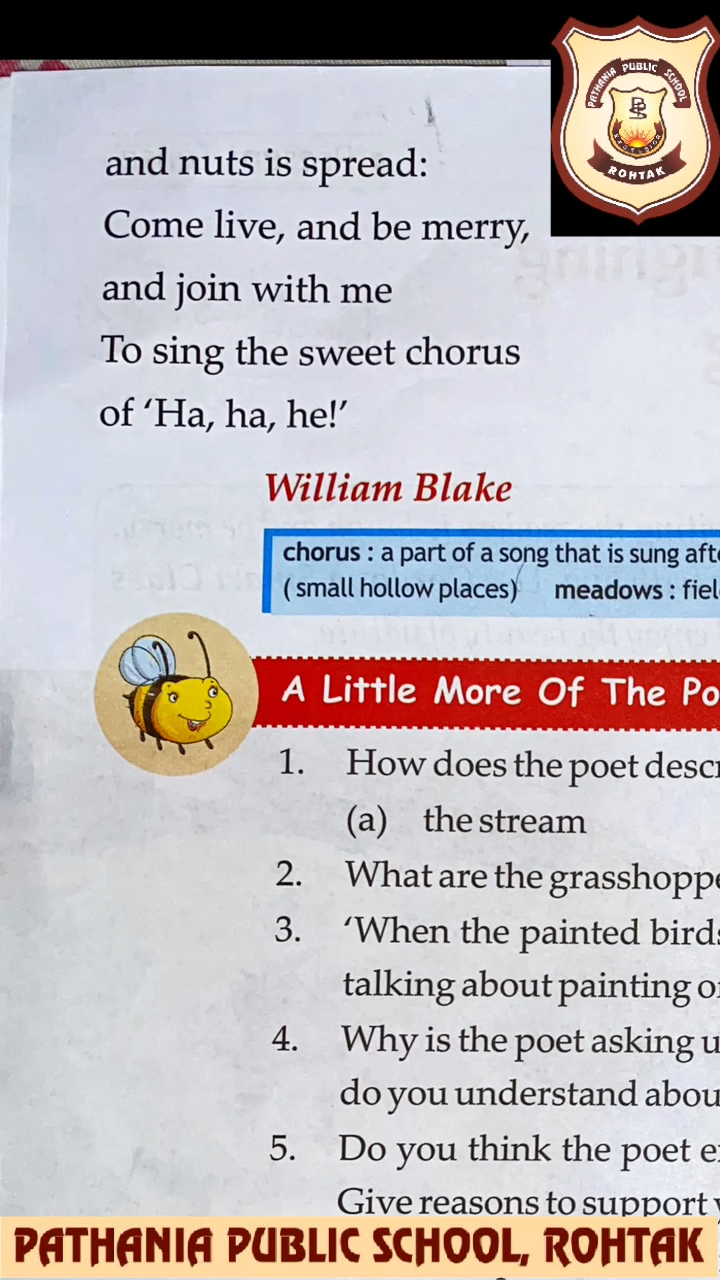 PATHANIA PUBLIC SCHOOL
ROHTAK
and nuts is spread:
Come live, and be merry,
and join with me
To sing the sweet chorus
of ‘Ha, ha, he!’
William Blake
chorus : a part of a song that is sung aft
( small hollow places) meadows : fiel
A Little More Of The Po
1. How does the poet descr
(a) the stream
2. What are the grasshoppe
3. ‘When the painted birds
talking about painting o
4. Why is the poet asking u
do you understand abou
5. Do you think the poet e
Give reasons to support
PATHANIA PUBLIC SCHOOL, ROHTAK